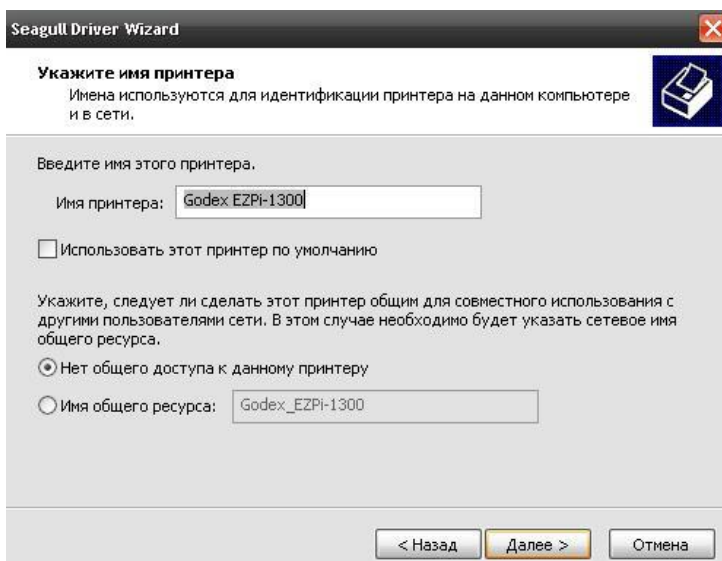 Seagull Driver Wizard
Укажите имя принтера
Имена используются для идентификации принтера на данном компьютере
и в сети.
Введите имя этого принтера.
Имя принтера: Godex EZPi-1300
Использовать этот принтер по умолчанию
Укажите, следует ли сделать этот принтер общим для совместного использования с
другими пользователями сети. В этом случае необходимо будет указать сетевое имя
общего ресурса.
Нет общего доступа к данному принтеру
Имя общего ресурса: Godex_EZPi-1300
< Назад Далее > Отмена